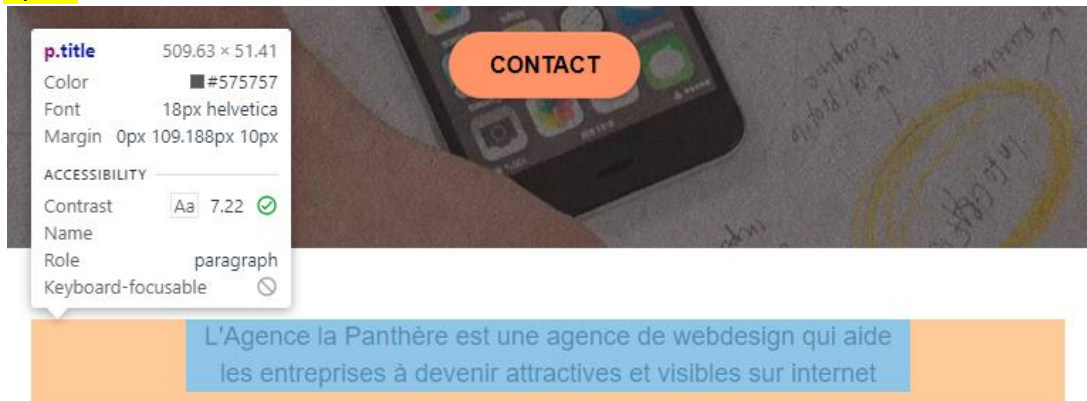 p.title 509.63 × 51.41
Color #575757
Font 18px helvetica
Margin 0px 109.188px 10px
ACCESSIBILITY
Contrast Aa 7.22
Name
Role paragraph
Keyboard-focusable
CONTACT
L'Agence la Panthère est une agence de webdesign qui aide
les entreprises à devenir attractives et visibles sur internet